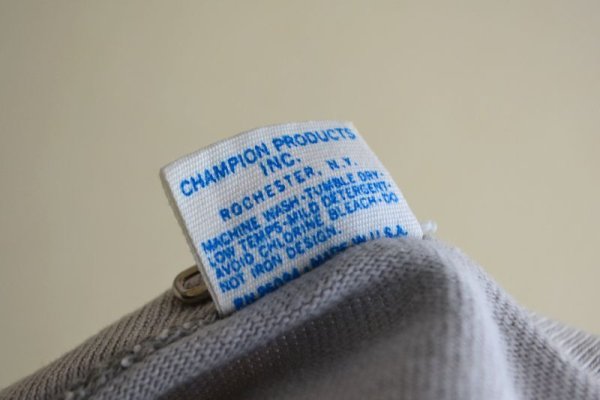 CHAMPION PRODUCTS
INC.
ROCHESTER, N.Y.
MACHINE WASH-TUMBLE DRY-
LOW TEMPS-MILD DETERGENT-
AVOID CHLORINE BLEACH-DO
NOT IRON DESIGN.
MADE IN U.S.A.